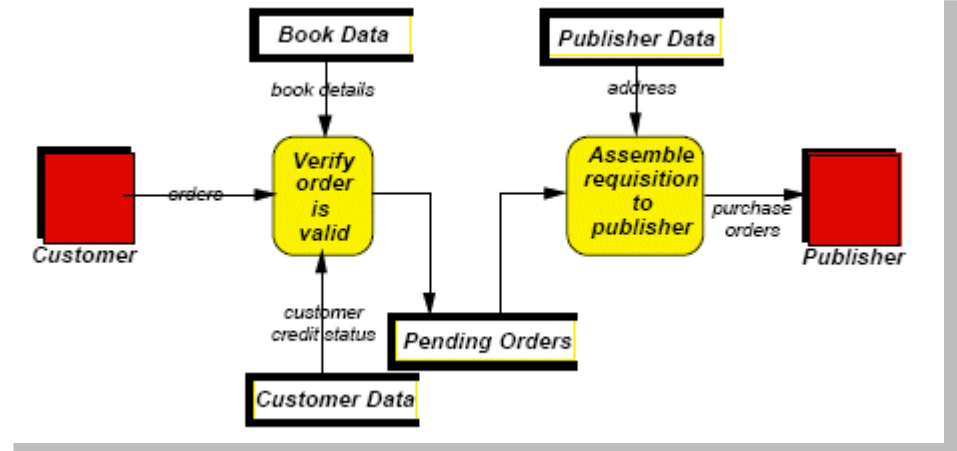 Book Data
Publisher Data
book details
address
Verify
order
is
valid
Assemble
requisition
to
publisher
orders
purchase
orders
Customer
Publisher
customer
credit status
Pending Orders
Customer Data